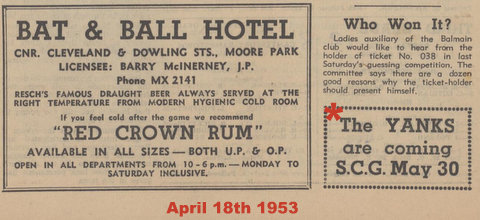 BAT & BALL HOTEL
CNR. CLEVELAND & DOWLING STS., MOORE PARK
LICENSEE: BARRY McINERNEY, J.P.
Phone MX 2141
RESCH'S FAMOUS DRAUGHT BEER ALWAYS SERVED AT THE
RIGHT TEMPERATURE FROM MODERN HYGIENIC COLD ROOM
If you feel cold after the game we recommend
"RED CROWN RUM"
AVAILABLE IN ALL SIZES — BOTH U.P. & O.P.
OPEN IN ALL DEPARTMENTS FROM 10 - 6 p.m. — MONDAY TO
SATURDAY INCLUSIVE.
Who Won It?
Ladies auxiliary of the Balmain
club would like to hear from the
holder of ticket No. 038 in last
Saturday's guessing competition. The
committee says there are a dozen
good reasons why the ticket-holder
should present himself.
*The YANKS
are coming
S.C.G. May 30
April 18th 1953